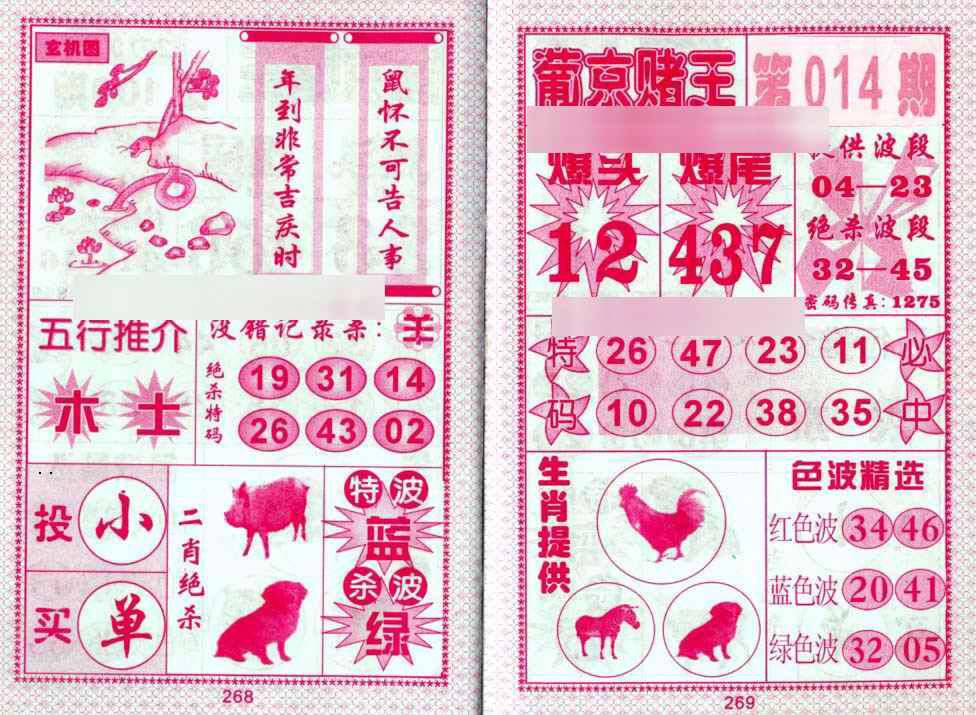 玄机图
鼠怀不可告人事
年到非常吉庆时
五行推介
木 土
没错记录杀：羊
绝杀特码
19 31 14
26 43 02
投 小
买 单
二肖绝杀
特波
蓝
杀波
绿
268
葡京赌王
第014期
爆头
12
爆尾
437
提供波段
04—23
绝杀波段
32—45
密码传真：1275
特码
26 47 23 11
10 22 38 35
必中
生肖提供
色波精选
红色波 34 46
蓝色波 20 41
绿色波 32 05
269